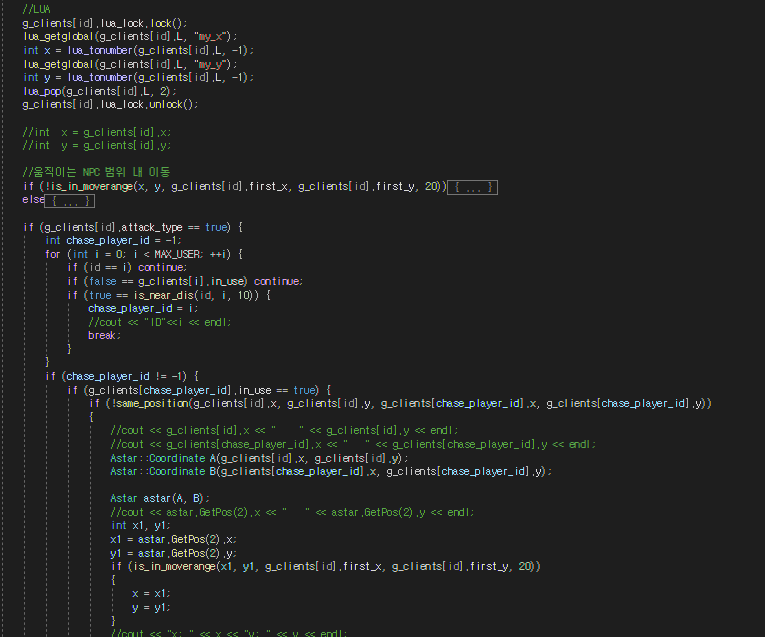 //LUA
g_clients[id].lua_lock.lock();
lua_getglobal(g_clients[id].L, "my_x");
int x = lua_tonumber(g_clients[id].L, -1);
lua_getglobal(g_clients[id].L, "my_y");
int y = lua_tonumber(g_clients[id].L, -1);
lua_pop(g_clients[id].L, 2);
g_clients[id].lua_lock.unlock();
//int  x = g_clients[id].x;
//int  y = g_clients[id].y;
//움직이는 NPC 범위 내 이동
if (!is_in_moverange(x, y, g_clients[id].first_x, g_clients[id].first_y, 20)) { ... }
else { ... }
if (g_clients[id].attack_type == true) {
int chase_player_id = -1;
for (int i = 0; i < MAX_USER; ++i) {
if (id == i) continue;
if (false == g_clients[i].in_use) continue;
if (true == is_near_dis(id, i, 10)) {
chase_player_id = i;
//cout << "ID"<<i << endl;
break;
}
}
if (chase_player_id != -1) {
if (g_clients[chase_player_id].in_use == true) {
if (!same_position(g_clients[id].x, g_clients[id].y, g_clients[chase_player_id].x, g_clients[chase_player_id].y))
{
//cout << g_clients[id].x << "    " << g_clients[id].y << endl;
//cout << g_clients[chase_player_id].x << "   " << g_clients[chase_player_id].y << endl;
Astar::Coordinate A(g_clients[id].x, g_clients[id].y);
Astar::Coordinate B(g_clients[chase_player_id].x, g_clients[chase_player_id].y);
Astar astar(A, B);
//cout << astar.GetPos(2).x << "   " << astar.GetPos(2).y << endl;
int x1, y1;
x1 = astar.GetPos(2).x;
y1 = astar.GetPos(2).y;
if (is_in_moverange(x1, y1, g_clients[id].first_x, g_clients[id].first_y, 20))
{
x = x1;
y = y1;
}
//cout << "x: " << x << "y: " << y << endl;